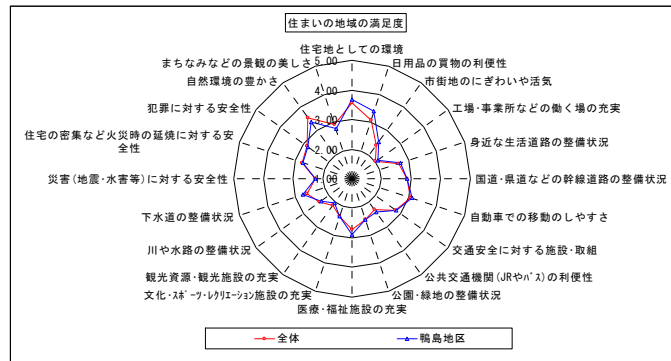 住まいの地域の満足度
住宅地としての環境
まちなみなどの景観の美しさ
日用品の買物の利便性
自然環境の豊かさ
市街地のにぎわいや活気
犯罪に対する安全性
工場・事業所などの働く場の充実
住宅の密集など火災時の延焼に対する安全性
身近な生活道路の整備状況
災害(地震・水害等)に対する安全性
国道・県道などの幹線道路の整備状況
下水道の整備状況
自動車での移動のしやすさ
川や水路の整備状況
交通安全に対する施設・取組
観光資源・観光施設の充実
公共交通機関(JRやバス)の利便性
文化・スポーツ・レクリエーション施設の充実
公園・緑地の整備状況
医療・福祉施設の充実
5.00
4.00
3.00
2.00
1.00
全体
鴨島地区